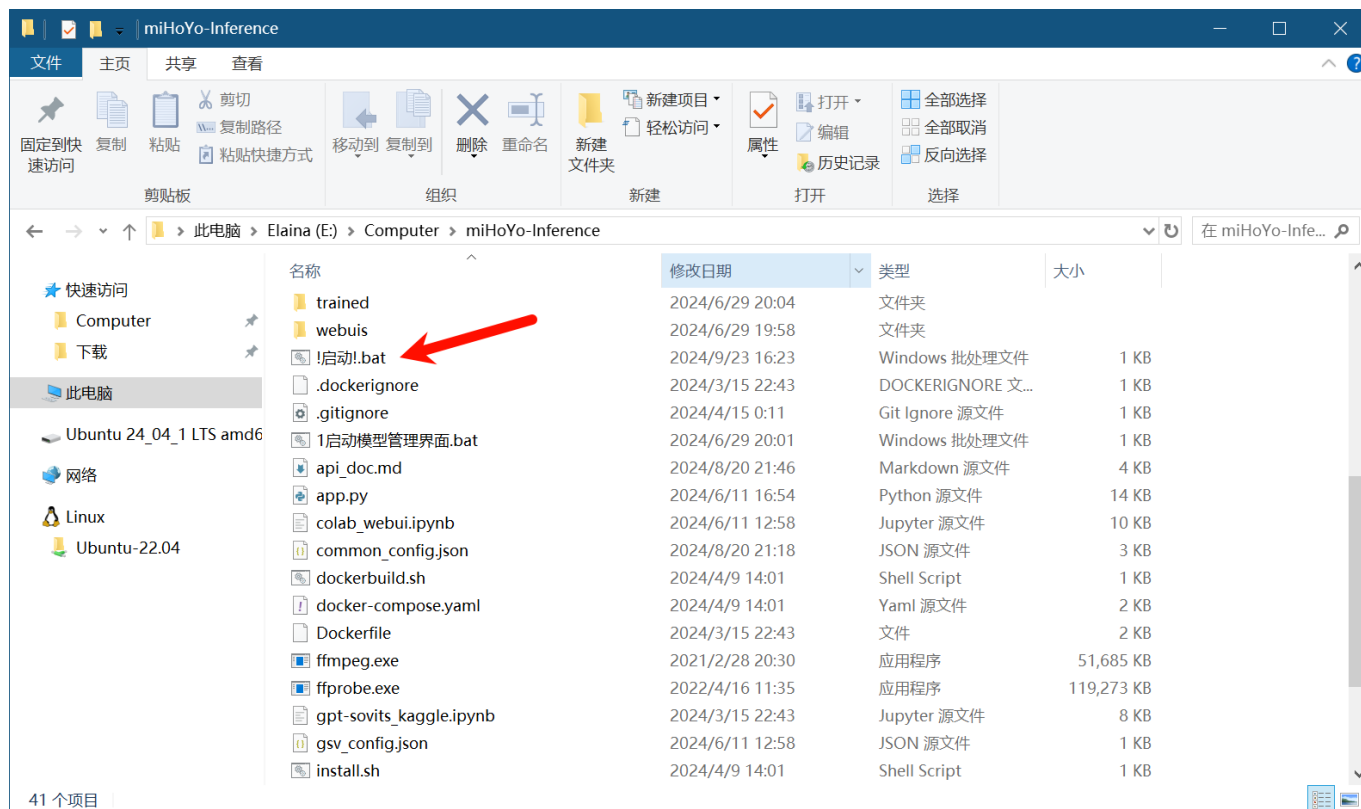 miHoYo-Inference
文件 主页 共享 查看
固定到快速访问
复制
粘贴
剪切
复制路径
粘贴快捷方式
移动到
复制到
删除
重命名
新建文件夹
新建项目
轻松访问
属性
打开
编辑
历史记录
全部选择
全部取消
反向选择
剪贴板 组织 新建 打开 选择
此电脑 > Elaina (E:) > Computer > miHoYo-Inference
在 miHoYo-Infe...
快速访问
Computer
下载
此电脑
Ubuntu 24_04_1 LTS amd6
网络
Linux
Ubuntu-22.04
名称 修改日期 类型 大小
trained 2024/6/29 20:04 文件夹
webuis 2024/6/29 19:58 文件夹
!启动!.bat 2024/9/23 16:23 Windows 批处理文件 1 KB
.dockerignore 2024/3/15 22:43 DOCKERIGNORE 文... 1 KB
.gitignore 2024/4/15 0:11 Git Ignore 源文件 1 KB
1启动模型管理界面.bat 2024/6/29 20:01 Windows 批处理文件 1 KB
api_doc.md 2024/8/20 21:46 Markdown 源文件 4 KB
app.py 2024/6/11 16:54 Python 源文件 14 KB
colab_webui.ipynb 2024/6/11 12:58 Jupyter 源文件 10 KB
common_config.json 2024/8/20 21:18 JSON 源文件 3 KB
dockerbuild.sh 2024/4/9 14:01 Shell Script 1 KB
docker-compose.yaml 2024/4/9 14:01 Yaml 源文件 2 KB
Dockerfile 2024/3/15 22:43 文件 2 KB
ffmpeg.exe 2021/2/28 20:30 应用程序 51,685 KB
ffprobe.exe 2022/4/16 11:35 应用程序 119,273 KB
gpt-sovits_kaggle.ipynb 2024/3/15 22:43 Jupyter 源文件 8 KB
gsv_config.json 2024/6/11 12:58 JSON 源文件 1 KB
install.sh 2024/4/9 14:01 Shell Script 1 KB
41 个项目